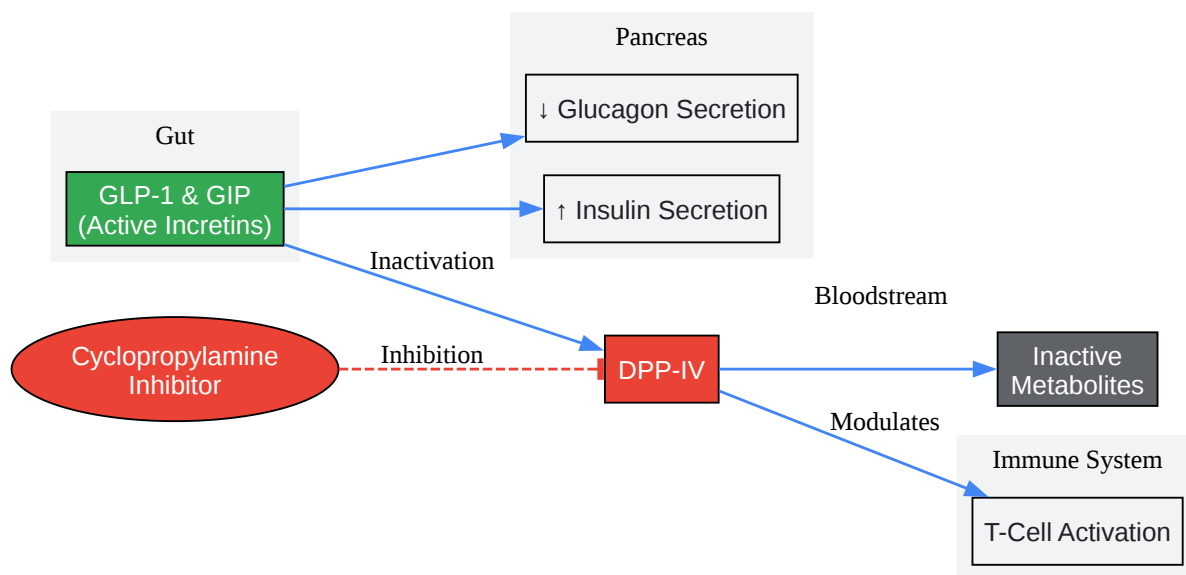 Pancreas
↓ Glucagon Secretion
Gut
GLP-1 & GIP
(Active Incretins)
↑ Insulin Secretion
Inactivation
Bloodstream
Cyclopropylamine
Inhibitor
Inhibition
DPP-IV
Inactive
Metabolites
Modulates
Immune System
T-Cell Activation